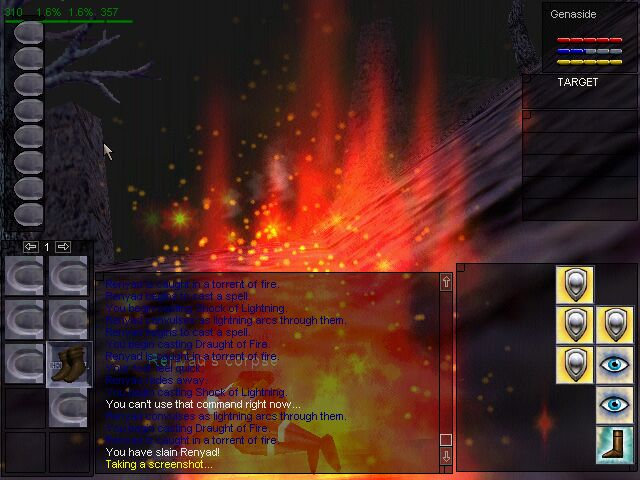 310 1.6% 1.6% 357
Genaside
TARGET
1
Renyad is caught in a torrent of fire.
Renyad begins to cast a spell.
You begin casting Shock of Lightning.
Renyad convulses as lightning arcs through them.
Renyad begins to cast a spell.
You begin casting Draught of Fire.
Renyad is caught in a torrent of fire.
Your feet feel quick.
Renyad fades away.
You begin casting Shock of Lightning.
You can't use that command right now...
Renyad convulses as lightning arcs through them.
You begin casting Draught of Fire.
Renyad is caught in a torrent of fire.
You have slain Renyad!
Taking a screenshot...
Renyad's corpse